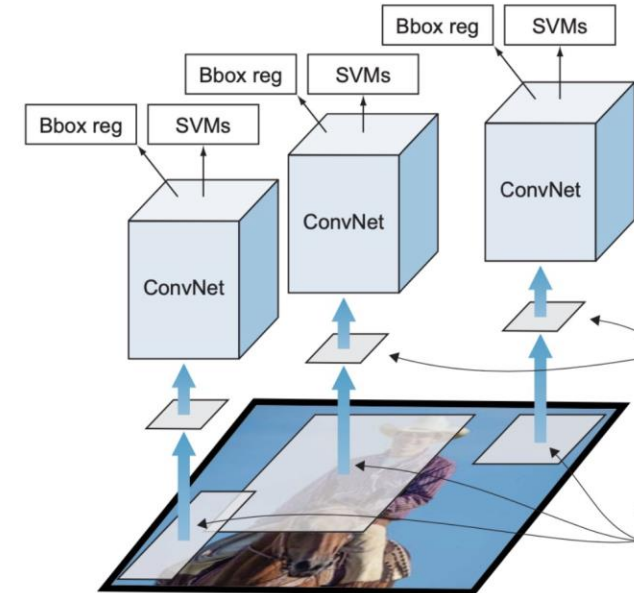 Bbox reg
SVMs
Bbox reg
SVMs
Bbox reg
SVMs
ConvNet
ConvNet
ConvNet